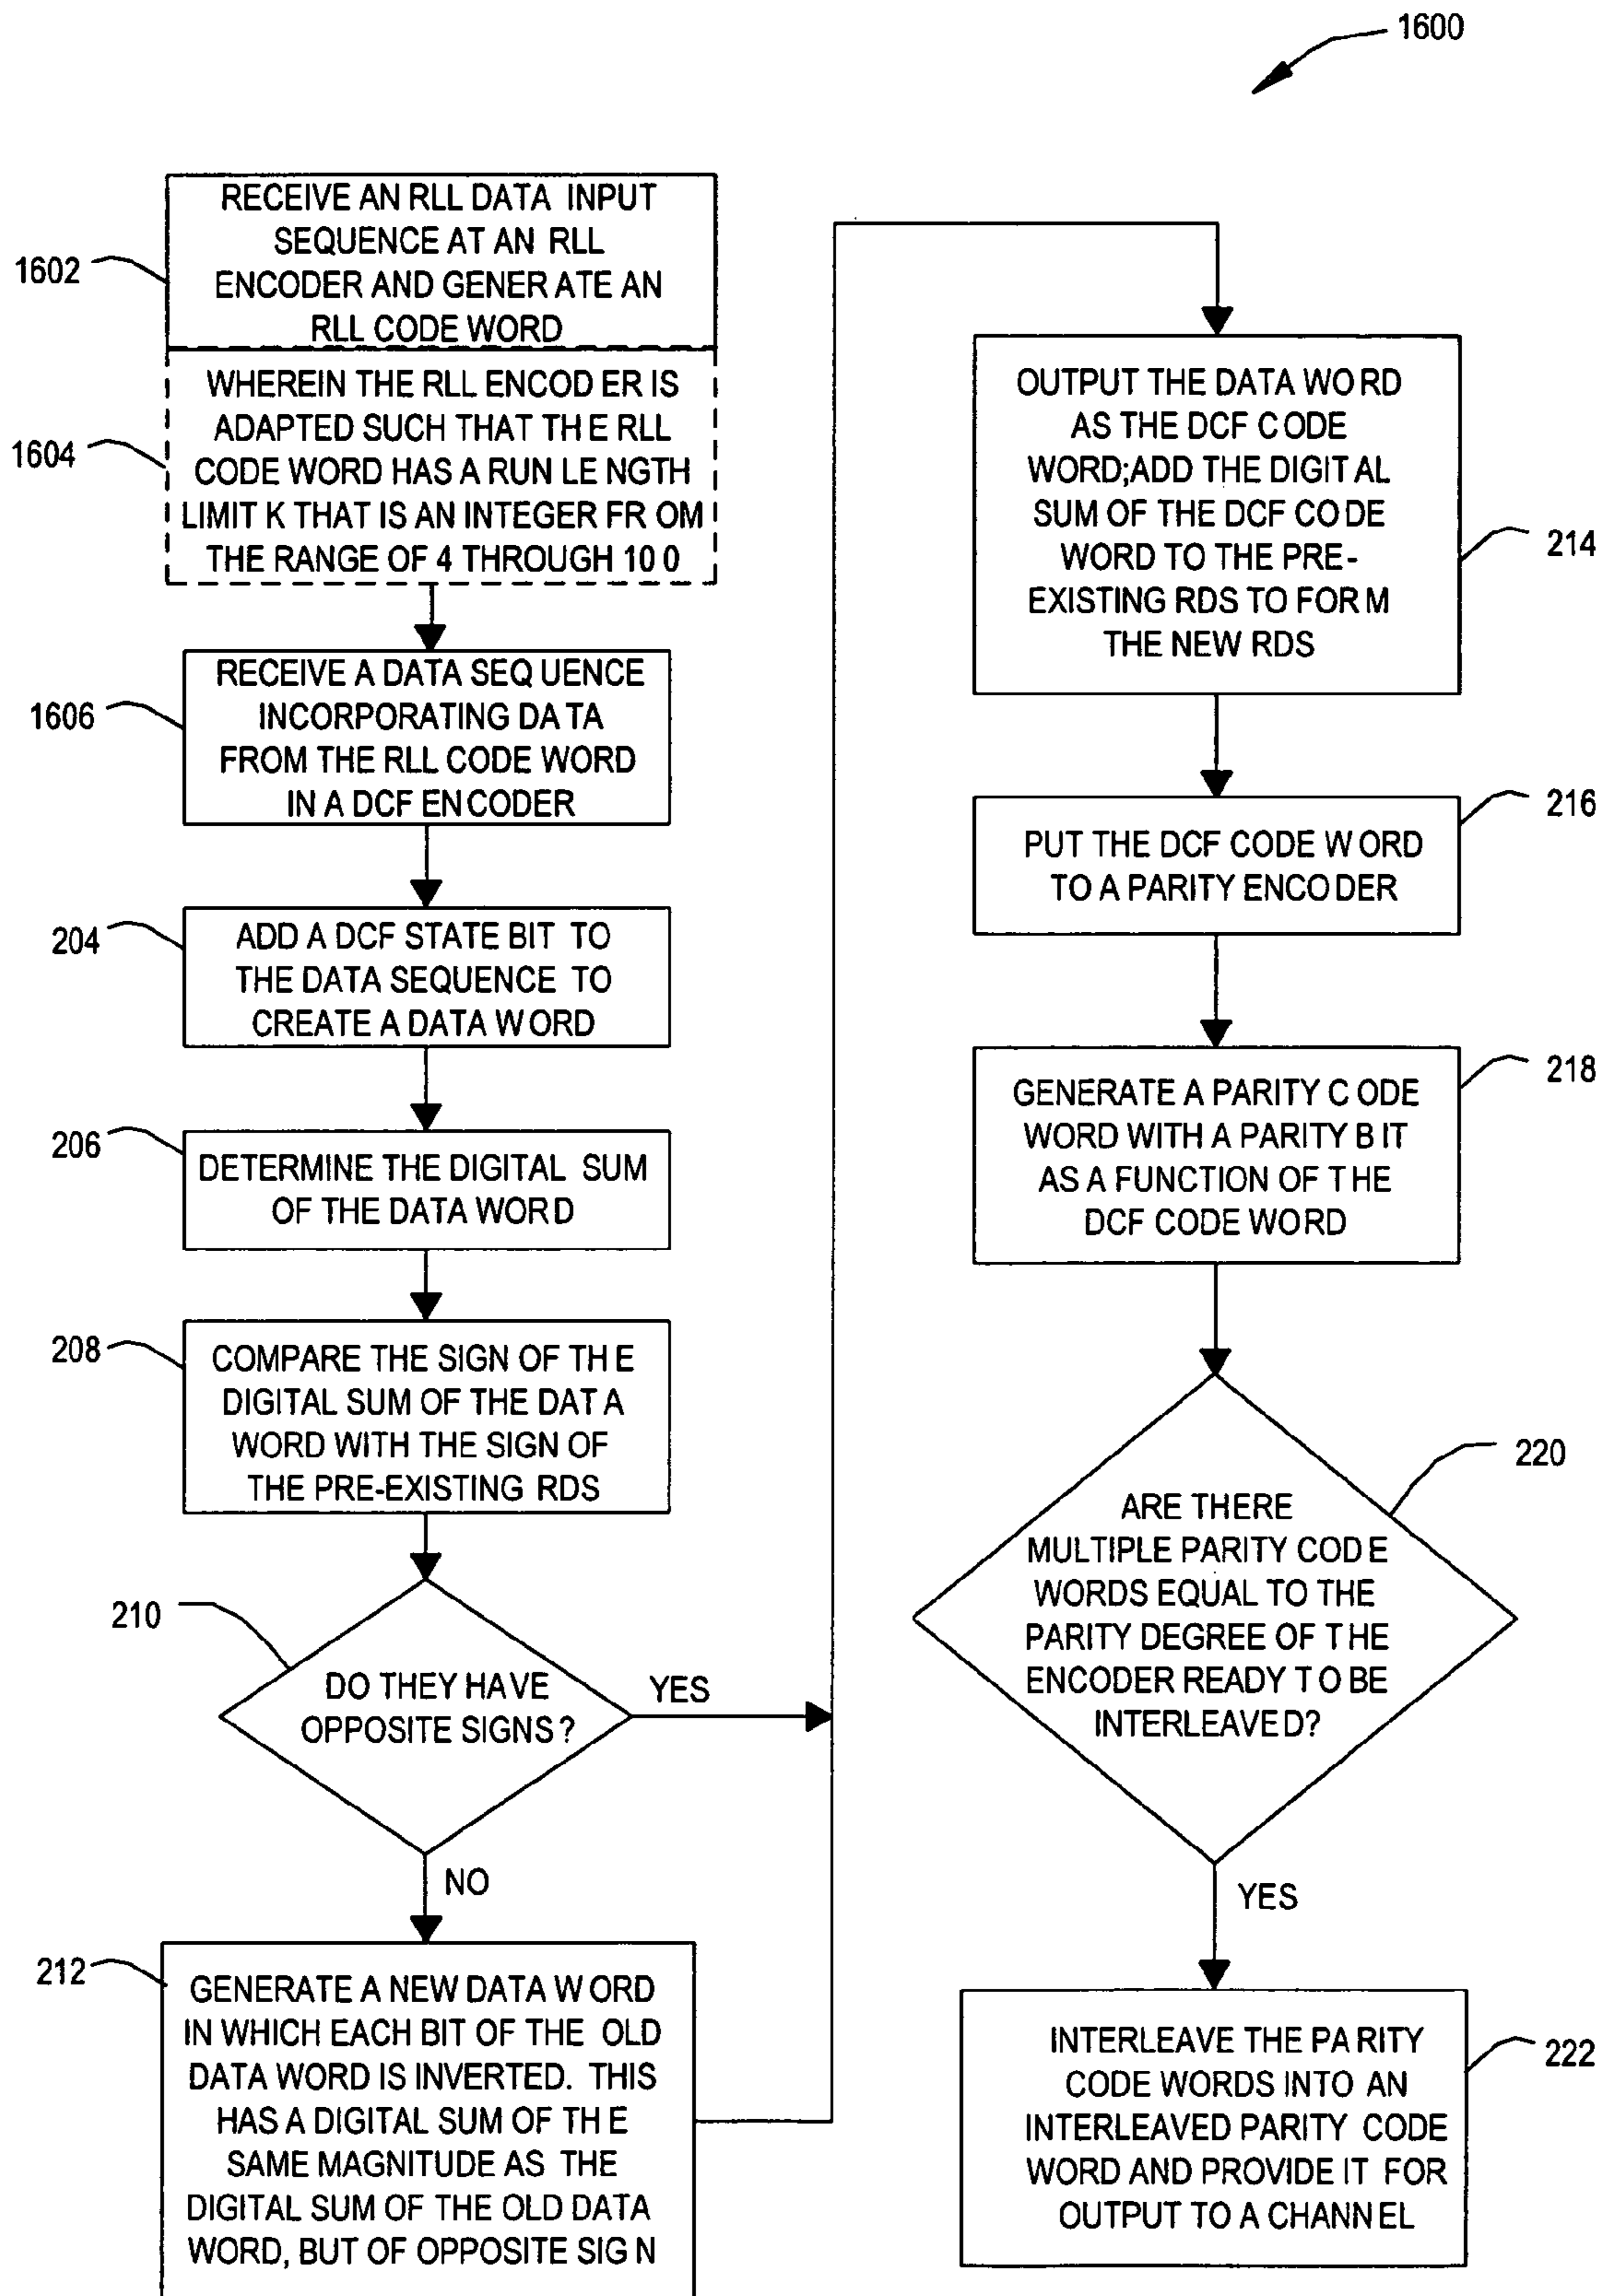 1600
RECEIVE AN RLL DATA INPUT
SEQUENCE AT AN RLL
ENCODER AND GENERATE AN
RLL CODE WORD
1602
WHEREIN THE RLL ENCODER IS
ADAPTED SUCH THAT THE RLL
CODE WORD HAS A RUN LENGTH
LIMIT K THAT IS AN INTEGER FROM
THE RANGE OF 4 THROUGH 100
1604
RECEIVE A DATA SEQUENCE
INCORPORATING DATA
FROM THE RLL CODE WORD
IN A DCF ENCODER
1606
ADD A DCF STATE BIT TO
THE DATA SEQUENCE TO
CREATE A DATA WORD
204
DETERMINE THE DIGITAL SUM
OF THE DATA WORD
206
COMPARE THE SIGN OF THE
DIGITAL SUM OF THE DATA
WORD WITH THE SIGN OF
THE PRE-EXISTING RDS
208
DO THEY HAVE
OPPOSITE SIGNS?
210
YES
NO
GENERATE A NEW DATA WORD
IN WHICH EACH BIT OF THE OLD
DATA WORD IS INVERTED. THIS
HAS A DIGITAL SUM OF THE
SAME MAGNITUDE AS THE
DIGITAL SUM OF THE OLD DATA
WORD, BUT OF OPPOSITE SIGN
212
OUTPUT THE DATA WORD
AS THE DCF CODE
WORD;ADD THE DIGITAL
SUM OF THE DCF CODE
WORD TO THE PRE-
EXISTING RDS TO FORM
THE NEW RDS
214
PUT THE DCF CODE WORD
TO A PARITY ENCODER
216
GENERATE A PARITY CODE
WORD WITH A PARITY BIT
AS A FUNCTION OF THE
DCF CODE WORD
218
ARE THERE
MULTIPLE PARITY CODE
WORDS EQUAL TO THE
PARITY DEGREE OF THE
ENCODER READY TO BE
INTERLEAVED?
220
YES
INTERLEAVE THE PARITY
CODE WORDS INTO AN
INTERLEAVED PARITY CODE
WORD AND PROVIDE IT FOR
OUTPUT TO A CHANNEL
222